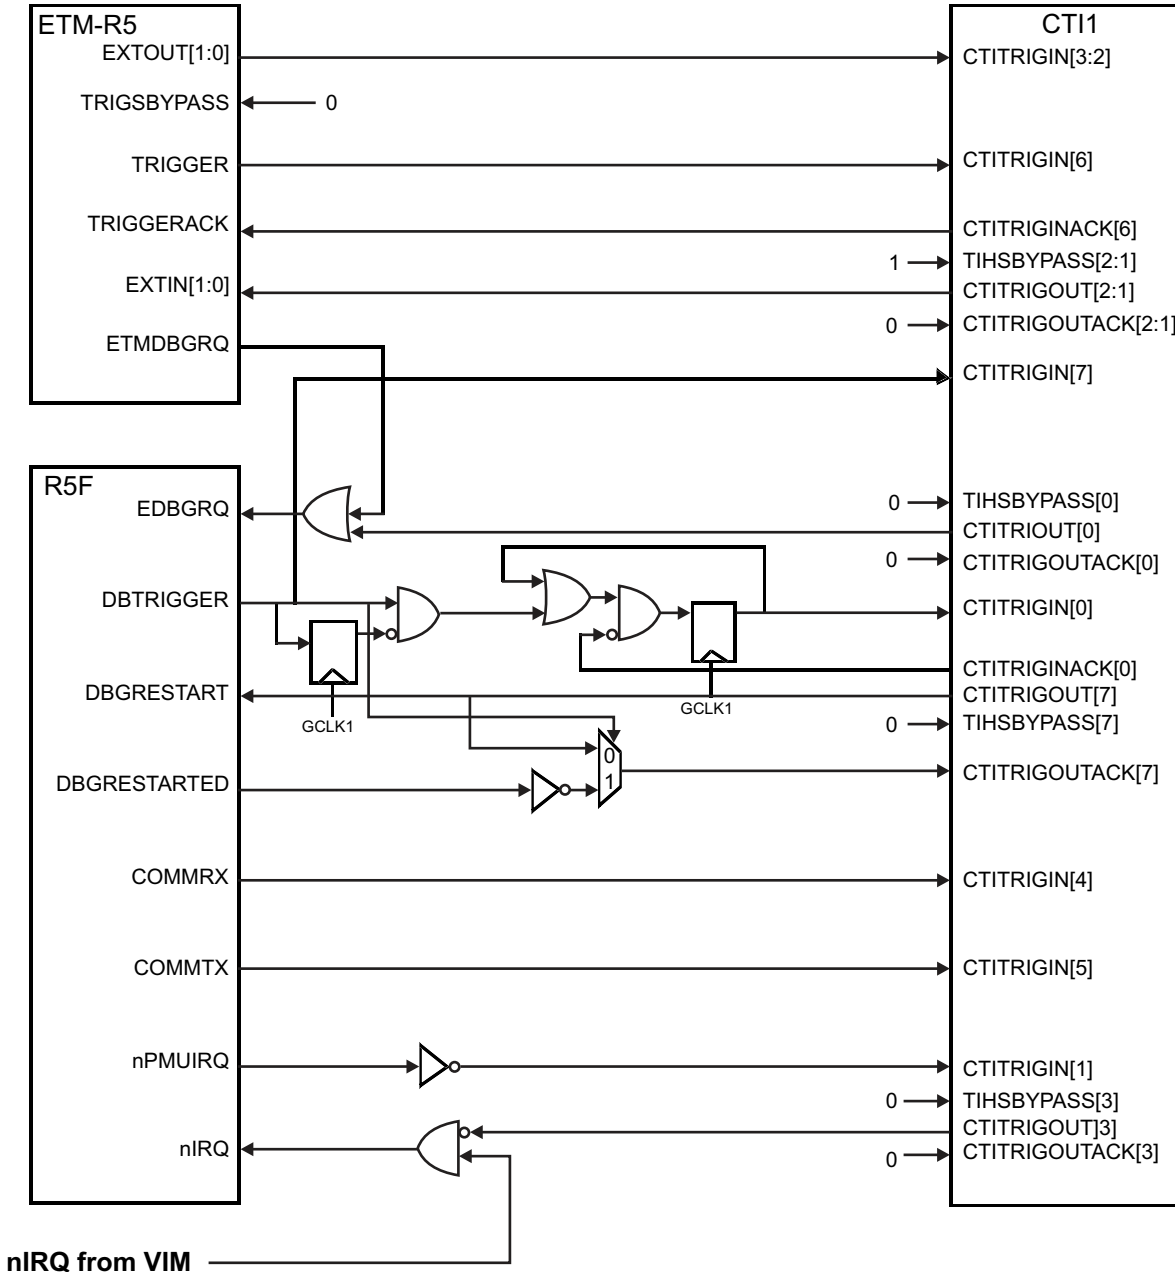 ETM-R5
EXTOUT[1:0]
TRIGSBYPASS
0
TRIGGER
TRIGGERACK
EXTIN[1:0]
ETMDBGRQ
CTI1
CTITRIGIN[3:2]
CTITRIGIN[6]
CTITRIGINACK[6]
1
TIHSBYPASS[2:1]
CTITRIGOUT[2:1]
0
CTITRIGOUTACK[2:1]
CTITRIGIN[7]
R5F
EDBGRQ
DBTRIGGER
DBGRESTART
DBGRESTARTED
COMMRX
COMMTX
nPMUIRQ
nIRQ
GCLK1
GCLK1
0
1
0
TIHSBYPASS[0]
CTITRIOUT[0]
0
CTITRIGOUTACK[0]
CTITRIGIN[0]
CTITRIGINACK[0]
CTITRIGOUT[7]
0
TIHSBYPASS[7]
CTITRIGOUTACK[7]
CTITRIGIN[4]
CTITRIGIN[5]
CTITRIGIN[1]
0
TIHSBYPASS[3]
CTITRIGOUT]3]
0
CTITRIGOUTACK[3]
nIRQ from VIM